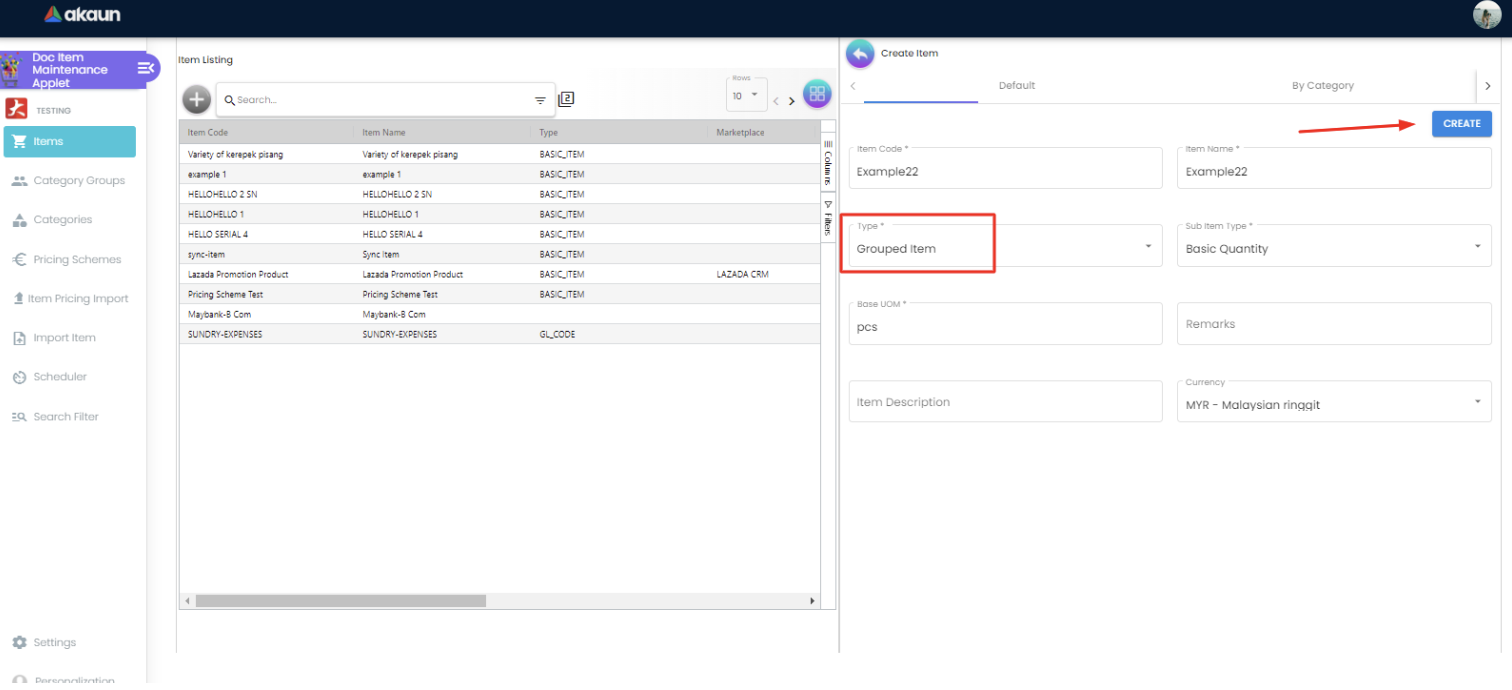 akaun
Doc Item
Maintenance
Applet
TESTING
Items
Category Groups
Categories
Pricing Schemes
Item Pricing Import
Import Item
Scheduler
Search Filter
Settings
Personalization
Item Listing
Search...
2
Rows
10
Item Code Item Name Type Marketplace
Variety of kerepek pisang Variety of kerepek pisang BASIC_ITEM
example 1 example 1 BASIC_ITEM
HELLOHELLO 2 SN HELLOHELLO 2 SN BASIC_ITEM
HELLOHELLO 1 HELLOHELLO 1 BASIC_ITEM
HELLO SERIAL 4 HELLO SERIAL 4 BASIC_ITEM
sync-item Sync Item BASIC_ITEM
Lazada Promotion Product Lazada Promotion Product BASIC_ITEM LAZADA CRM
Pricing Scheme Test Pricing Scheme Test BASIC_ITEM
Maybank-B Com Maybank-B Com
SUNDRY-EXPENSES SUNDRY-EXPENSES GL_CODE
Columns
Filters
Create Item
Default By Category
CREATE
Item Code * Item Name *
Example22 Example22
Type * Sub Item Type *
Grouped Item Basic Quantity
Base UOM *
pcs Remarks
Currency
Item Description MYR - Malaysian ringgit